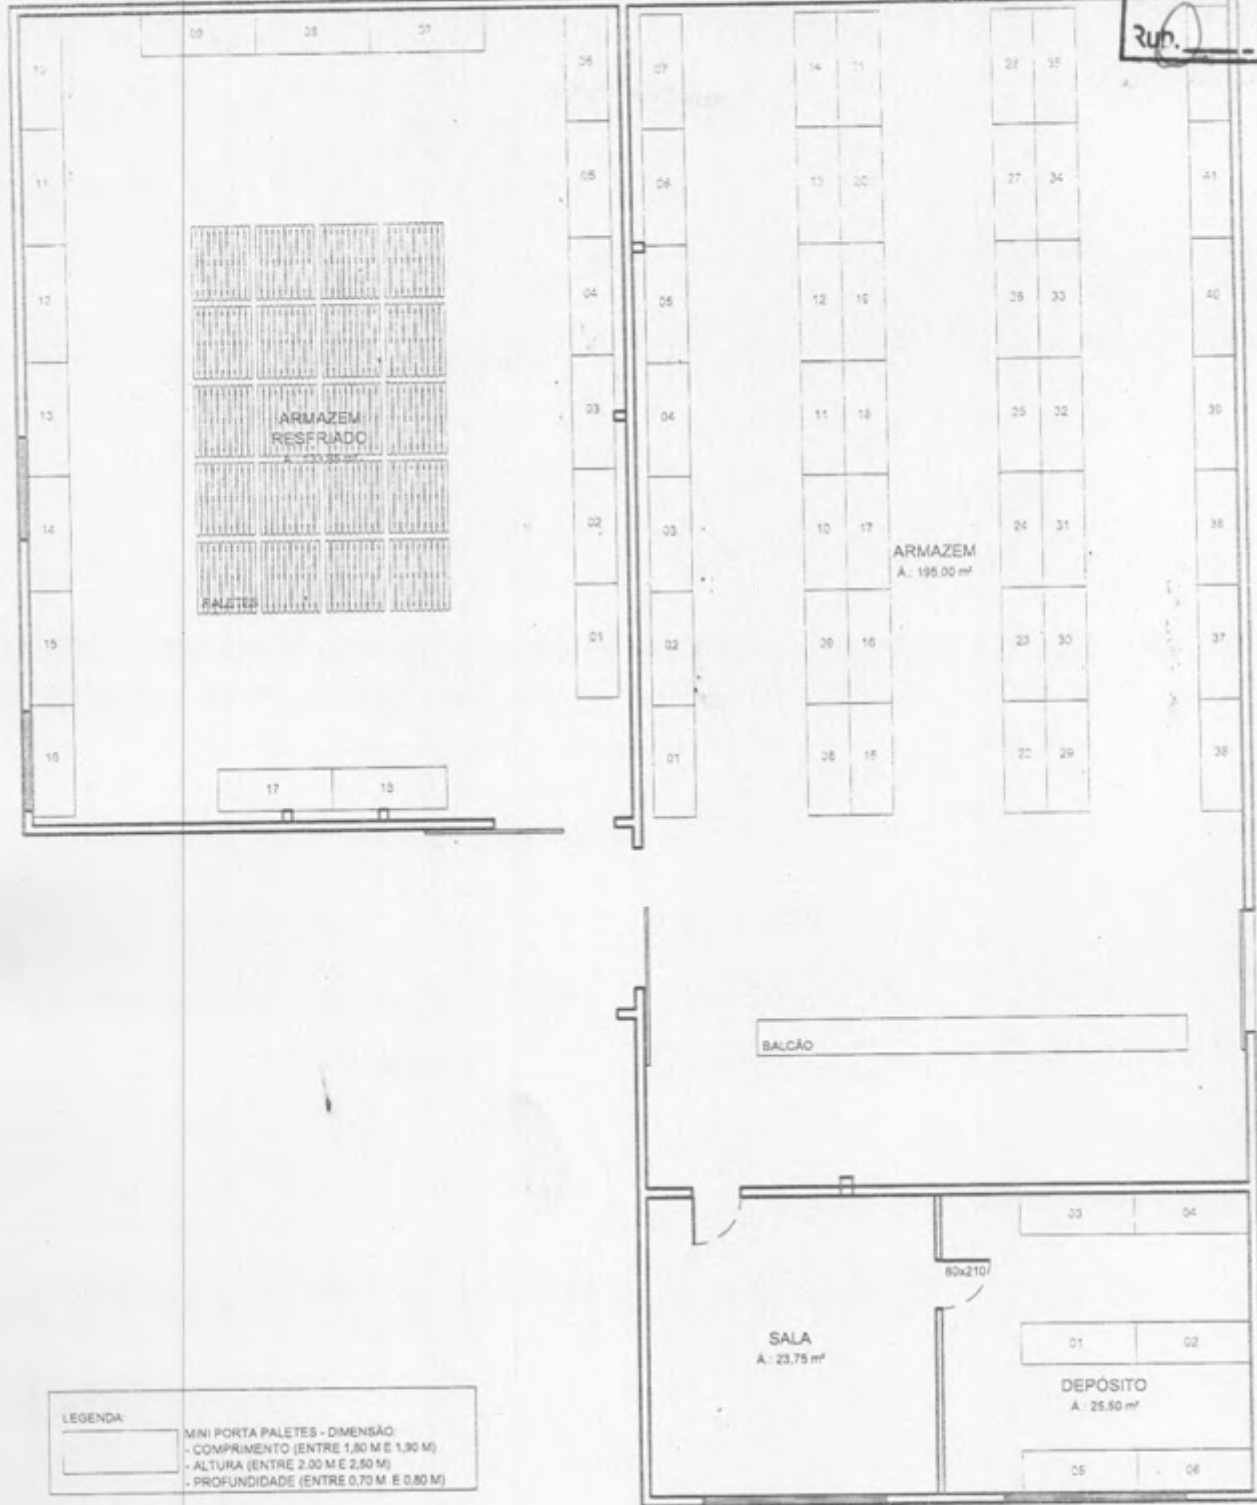 Rub.
09 08 07
10
11
12
13
14
15
16
06
05
04
03
02
01
17 18
ARMAZEM
RESFRIADO
PALETES
07
06
05
04
03
02
01
14 21
13 20
12 19
11 18
10 17
09 16
08 15
28 35
27 34
26 33
25 32
24 31
23 30
22 29
41
40
39
38
37
36
ARMAZEM
A.: 195,00 m²
BALCÃO
03 04
80x210
01 02
SALA
A.: 23,75 m²
DEPÓSITO
A.: 25,50 m²
05 06
LEGENDA:
MINI PORTA PALETES - DIMENSÃO:
- COMPRIMENTO (ENTRE 1,80 M E 1,90 M)
- ALTURA (ENTRE 2,00 M E 2,50 M)
- PROFUNDIDADE (ENTRE 0,70 M E 0,80 M)